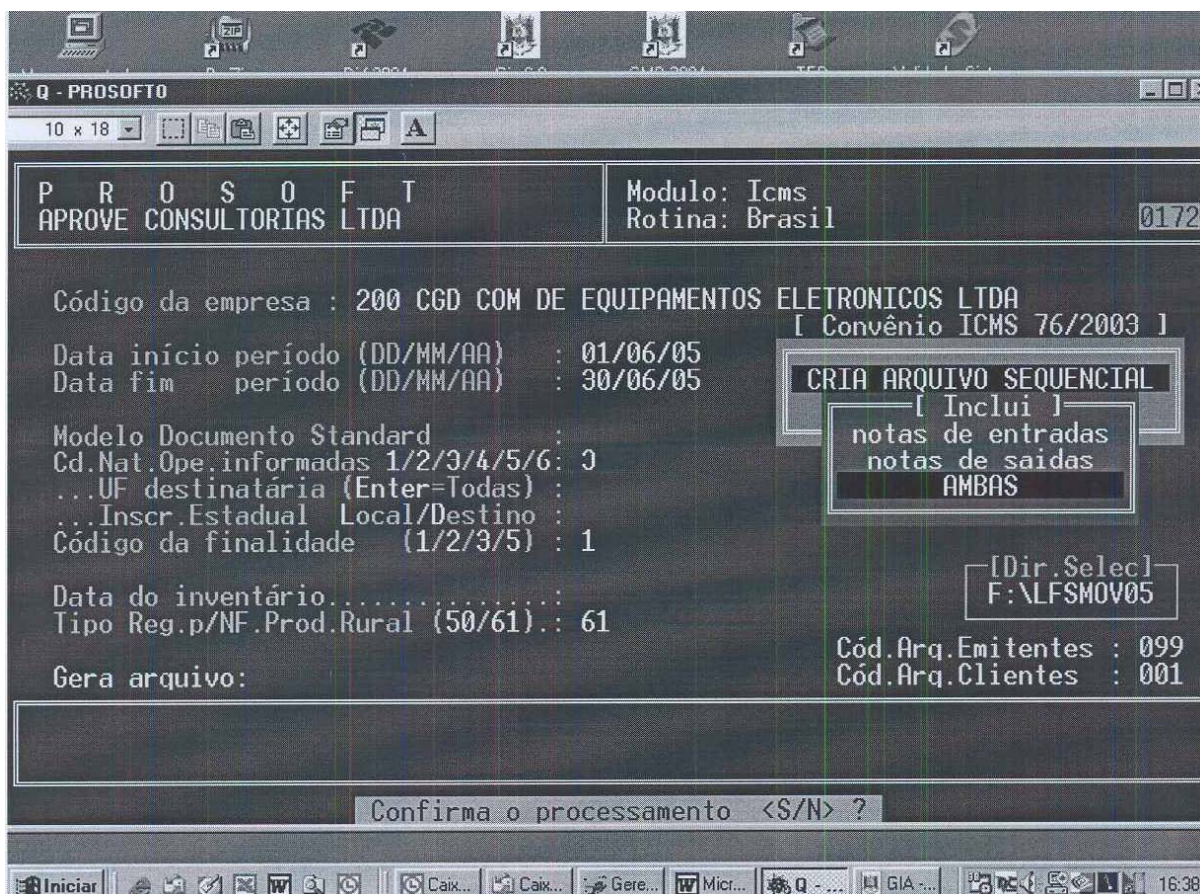 ZIP
Q - PROSOFTO
10 x 18
A
P R O S O F T
APROVE CONSULTORIAS LTDA
Modulo: Icms
Rotina: Brasil
0172
Código da empresa : 200 CGD COM DE EQUIPAMENTOS ELETRONICOS LTDA
[ Convênio ICMS 76/2003 ]
Data início período (DD/MM/AA) : 01/06/05
Data fim período (DD/MM/AA) : 30/06/05
CRIA ARQUIVO SEQUENCIAL
[ Inclui ]
notas de entradas
notas de saidas
AMBAS
Modelo Documento Standard :
Cd.Nat.Ope.informadas 1/2/3/4/5/6: 3
...UF destinatária (Enter=Todas) :
...Inscr.Estadual Local/Destino :
Código da finalidade (1/2/3/5) : 1
[Dir.Selec]
F:\LFSMOV05
Data do inventário................:
Tipo Reg.p/NF.Prod.Rural (50/61).: 61
Cód.Arq.Emitentes : 099
Cód.Arq.Clientes : 001
Gera arquivo:
Confirma o processamento <S/N> ?
Iniciar
Caix...
Caix...
Gere...
Micr...
Q - ...
GIA -...
16:39